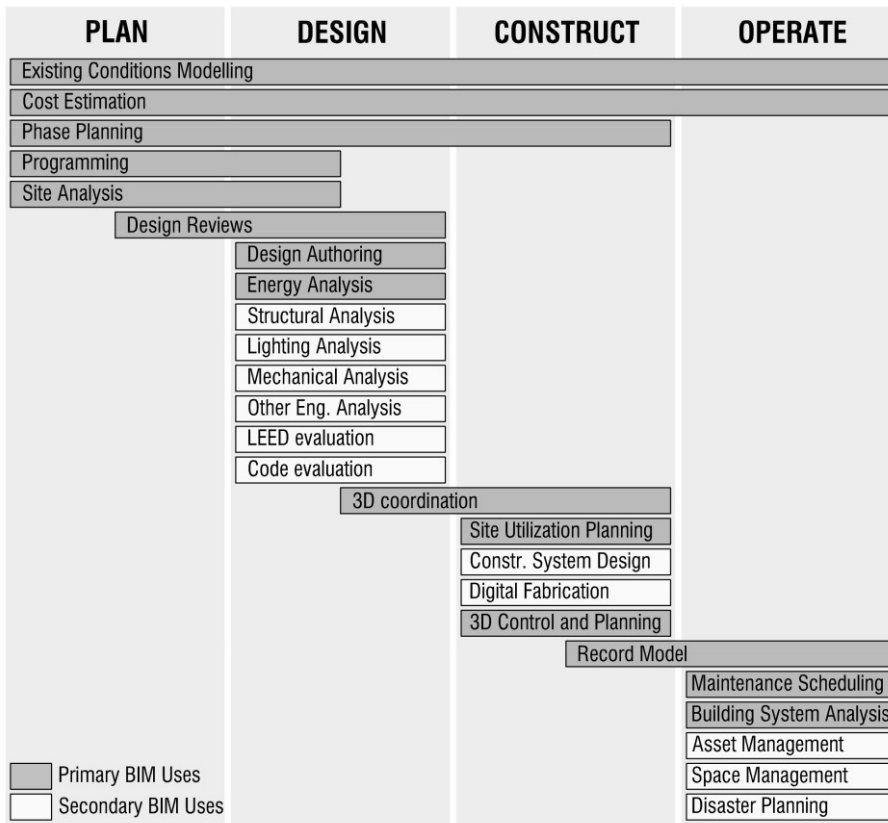 PLAN DESIGN CONSTRUCT OPERATE
Existing Conditions Modelling
Cost Estimation
Phase Planning
Programming
Site Analysis
Design Reviews
Design Authoring
Energy Analysis
Structural Analysis
Lighting Analysis
Mechanical Analysis
Other Eng. Analysis
LEED evaluation
Code evaluation
3D coordination
Site Utilization Planning
Constr. System Design
Digital Fabrication
3D Control and Planning
Record Model
Maintenance Scheduling
Building System Analysis
Asset Management
Space Management
Disaster Planning
Primary BIM Uses
Secondary BIM Uses